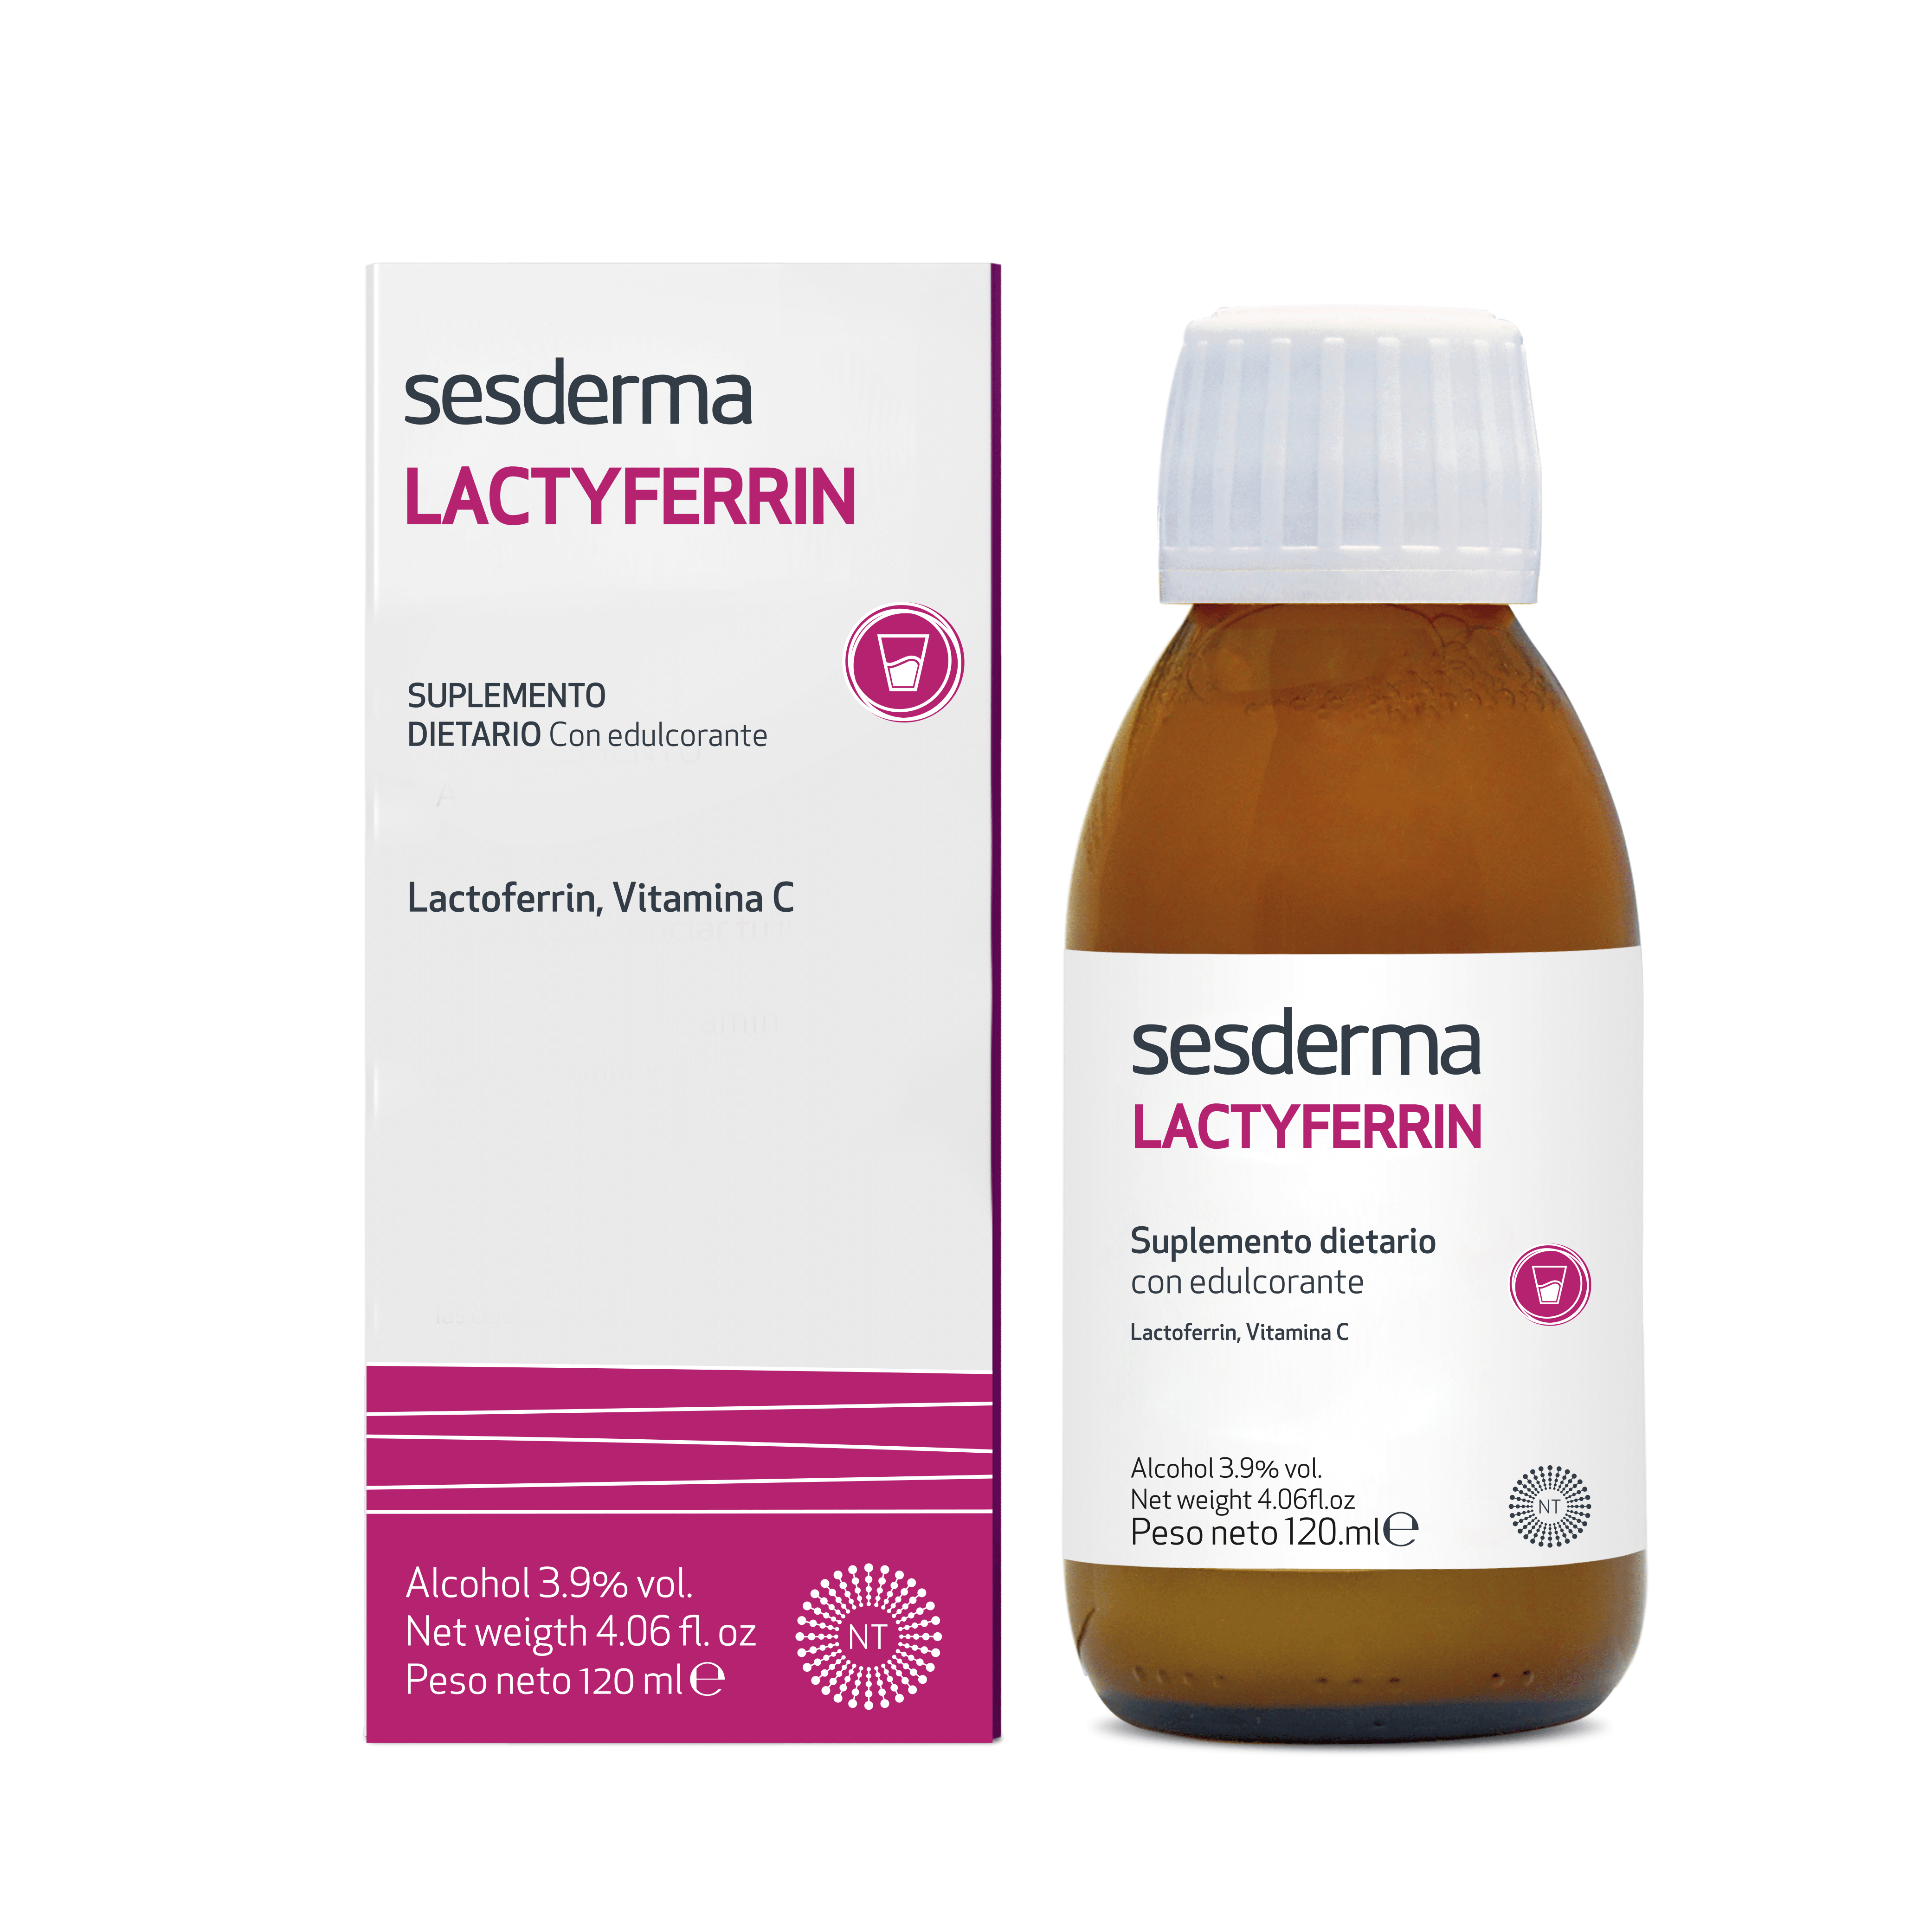 sesderma
LACTYFERRIN
SUPLEMENTO
DIETARIO Con edulcorante
Lactoferrin, Vitamina C
Alcohol 3.9% vol.
Net weigth 4.06 fl. oz
Peso neto 120 ml ℮
NT
sesderma
LACTYFERRIN
Suplemento dietario
con edulcorante
Lactoferrin, Vitamina C
Alcohol 3.9% vol.
Net weight 4.06fl.oz
Peso neto 120.ml℮
NT